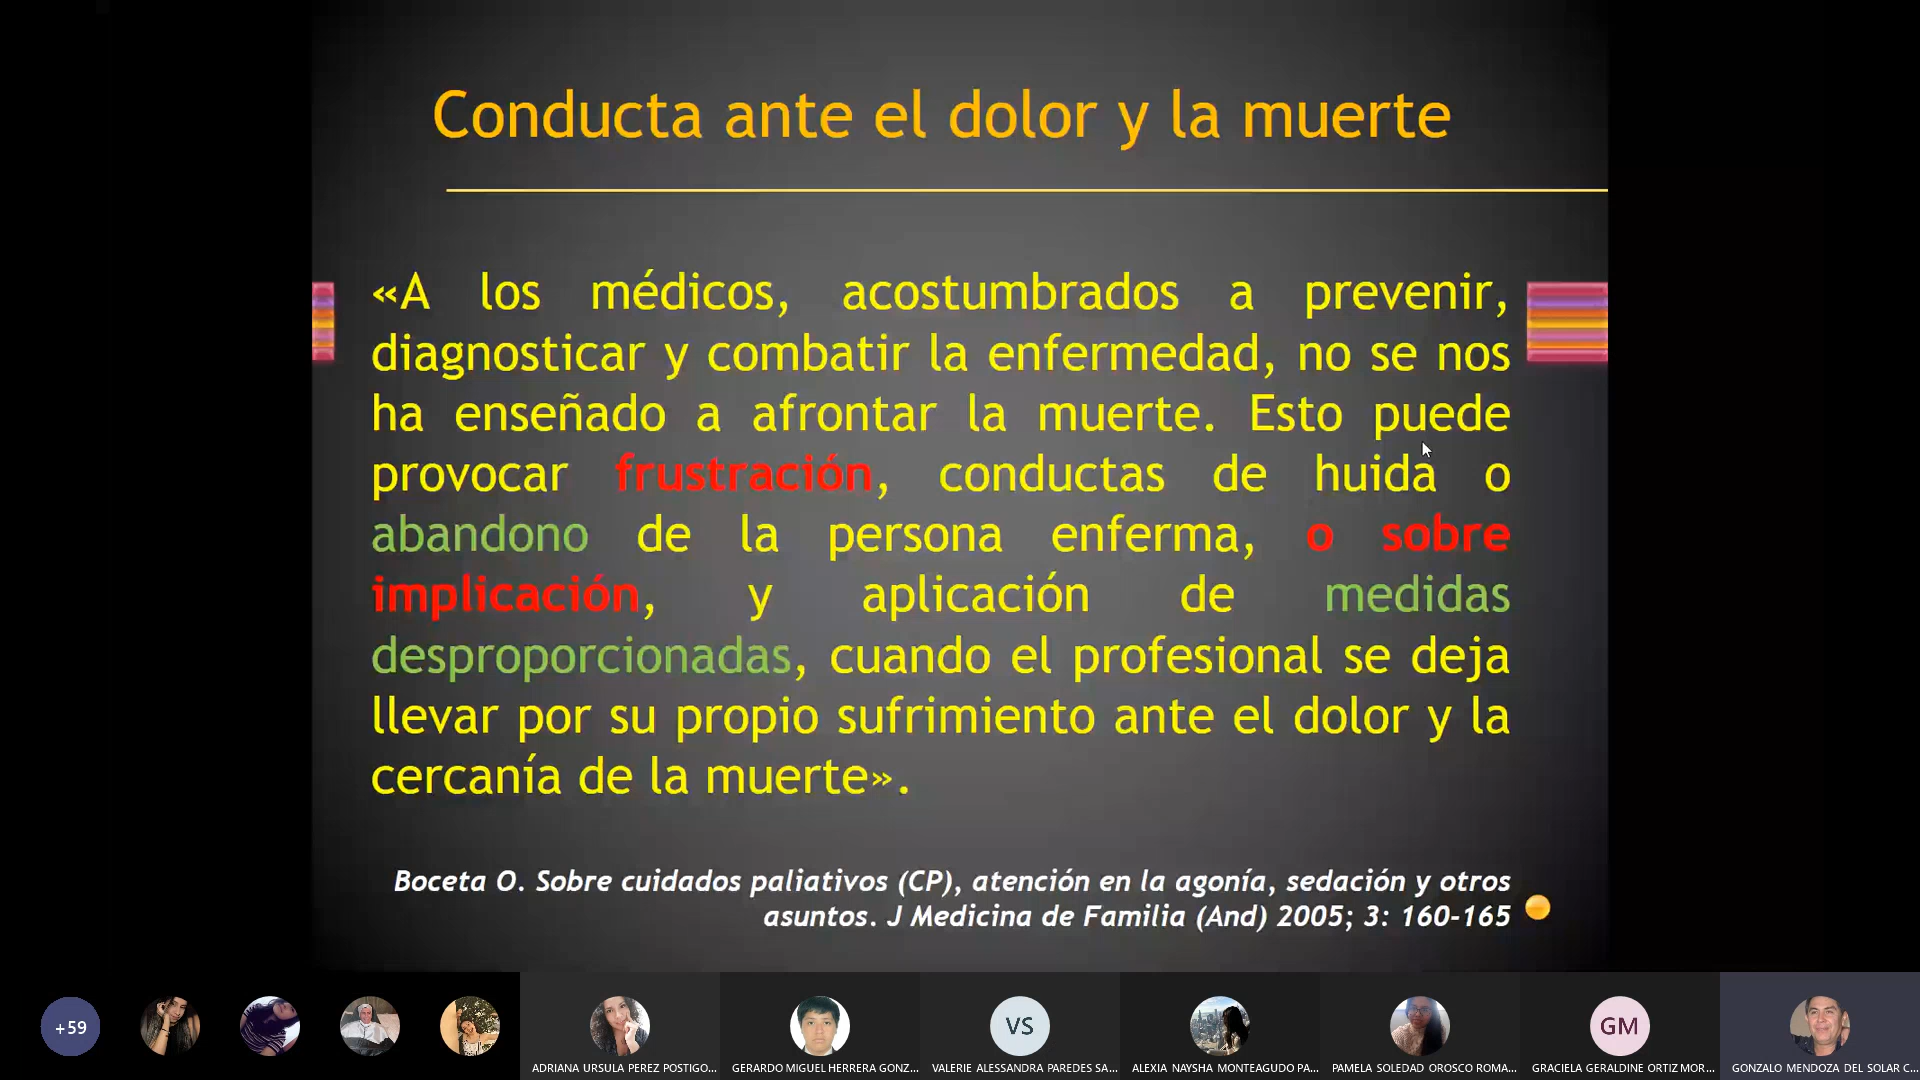 Conducta ante el dolor y la muerte
«A los médicos, acostumbrados a prevenir,
diagnosticar y combatir la enfermedad, no se nos
ha enseñado a afrontar la muerte. Esto puede
provocar frustración, conductas de huida o
abandono de la persona enferma, o sobre
implicación, y aplicación de medidas
desproporcionadas, cuando el profesional se deja
llevar por su propio sufrimiento ante el dolor y la
cercanía de la muerte».
Boceta O. Sobre cuidados paliativos (CP), atención en la agonía, sedación y otros
asuntos. J Medicina de Familia (And) 2005; 3: 160-165
+59
VS
GM
ADRIANA URSULA PEREZ POSTIGO...
GERARDO MIGUEL HERRERA GONZ...
VALERIE ALESSANDRA PAREDES SA...
ALEXIA NAYSHA MONTEAGUDO PA...
PAMELA SOLEDAD OROSCO ROMA...
GRACIELA GERALDINE ORTIZ MOR...
GONZALO MENDOZA DEL SOLAR C...